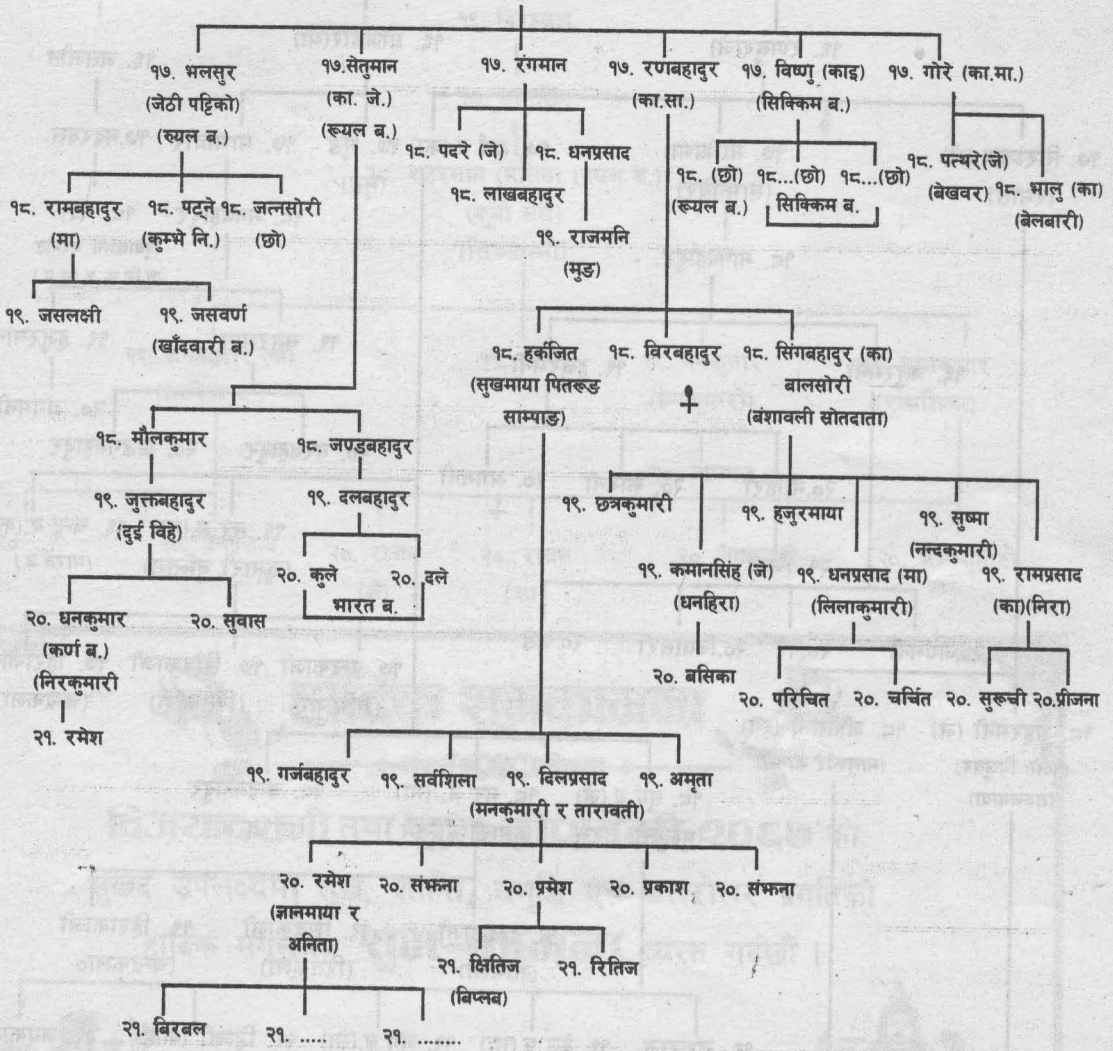 १७. भलसुर १७.सेतुमान १७. रंगमान १७. रणबहादुर १७. विष्णु (काइ) १७. गोरे (का.मा.)
(जेठी पट्टिको) (का. जे.) (का.सा.) (सिक्किम ब.)
(रुयल ब.) (रूयल ब.)
१८. पदरे (जे) १८. धनप्रसाद १८. पत्थरे(जे)
१८. लाखबहादुर १८..(छो) १८...(छो) १८...(छो) (बेखवर) १८. भालु (का)
(रूयल ब.) सिक्किम ब. (बेलबारी)
१८. रामबहादुर १८. पट्ने १८. जत्नसोरी
(मा) (कुम्भे नि.) (छो) १९. राजमनि
(मुङ)
१९. जसलक्षी १९. जसवर्ण
(खाँदवारी ब.)
१८. हर्कजित १८. विरबहादुर १८. सिंगबहादुर (का)
(सुखमाया पितरूङ बालसोरी
साम्पाङ) (बंशावली स्रोतदाता)
१८. मौलकुमार १८. जण्डबहादुर
१९. जुक्तबहादुर १९. दलबहादुर १९. छत्रकुमारी १९. हजुरमाया १९. सुष्मा
(दुई विहे) (नन्दकुमारी)
१९. कमानसिंह (जे) १९. धनप्रसाद (मा) १९. रामप्रसाद
(धनहिरा) (लिलाकुमारी) (का)(निरा)
२०. कुले २०. दले
भारत ब.
२०. धनकुमार २०. सुवास
(कर्ण ब.)
(निरकुमारी
२०. बसिका
२०. परिचित २०. चर्चित २०. सुरूची २०.प्रीजना
२१. रमेश
१९. गर्जबहादुर १९. सर्वशिला १९. दिलप्रसाद १९. अमृता
(मनकुमारी र तारावती)
२०. रमेश २०. संझना २०. प्रमेश २०. प्रकाश २०. संझना
(ज्ञानमाया र
अनिता)
२१. क्षितिज २१. रितिज
(बिप्लब)
२१. बिरबल २१. ..... २१. .........